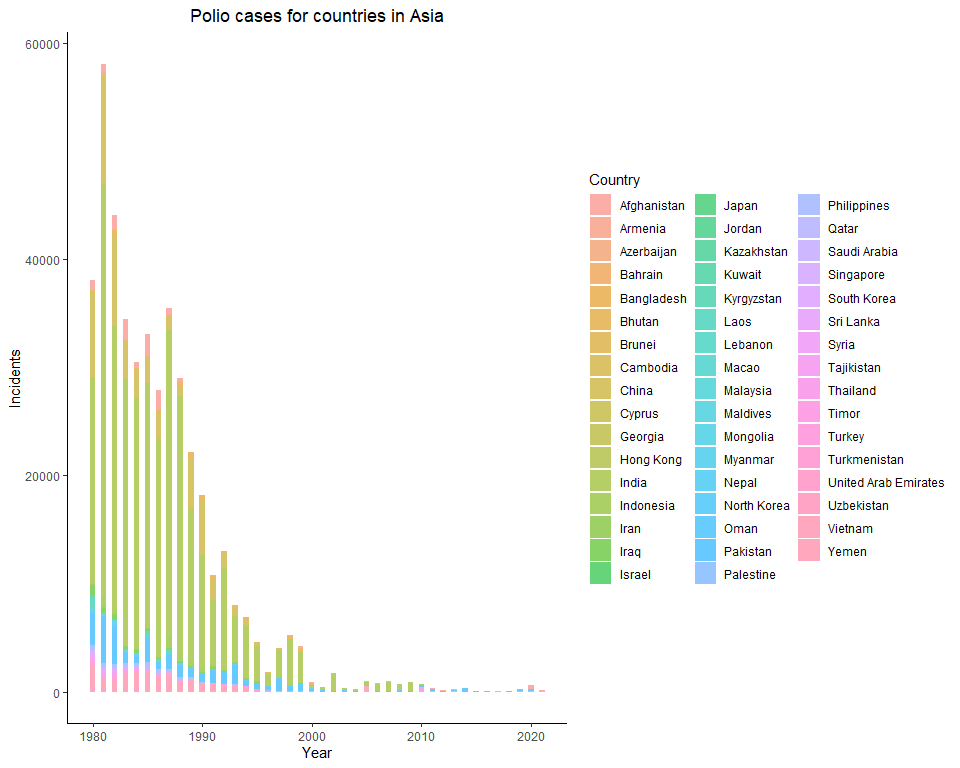 Polio cases for countries in Asia
60000
40000
20000
0
Incidents
1980
1990
2000
2010
2020
Year
Country
Afghanistan
Armenia
Azerbaijan
Bahrain
Bangladesh
Bhutan
Brunei
Cambodia
China
Cyprus
Georgia
Hong Kong
India
Indonesia
Iran
Iraq
Israel
Japan
Jordan
Kazakhstan
Kuwait
Kyrgyzstan
Laos
Lebanon
Macao
Malaysia
Maldives
Mongolia
Myanmar
Nepal
North Korea
Oman
Pakistan
Palestine
Philippines
Qatar
Saudi Arabia
Singapore
South Korea
Sri Lanka
Syria
Tajikistan
Thailand
Timor
Turkey
Turkmenistan
United Arab Emirates
Uzbekistan
Vietnam
Yemen